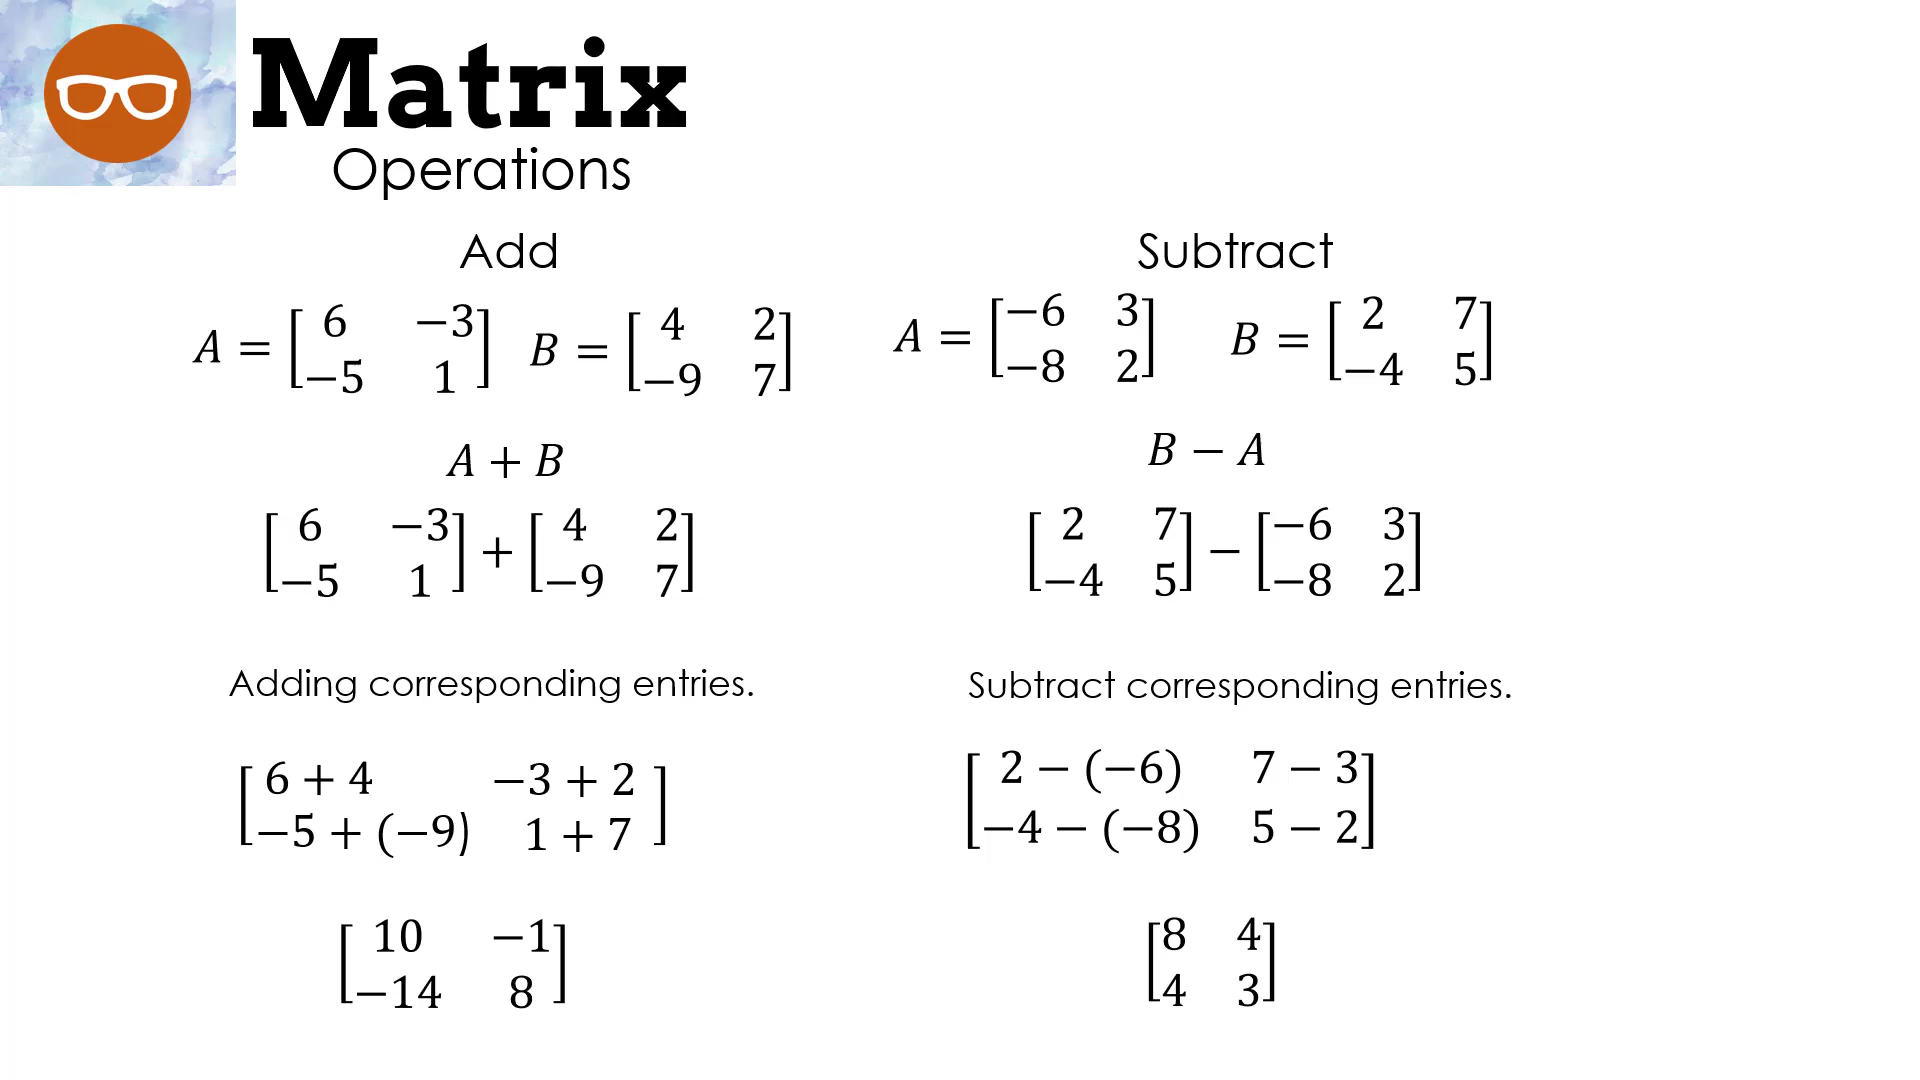 Matrix
Operations
Add
A = [6 −3
−5 1] B = [4 2
−9 7]
A + B
[6 −3
−5 1] + [4 2
−9 7]
Adding corresponding entries.
[6 + 4 −3 + 2
−5 + (−9) 1 + 7]
[10 −1
−14 8]
Subtract
A = [−6 3
−8 2] B = [2 7
−4 5]
B − A
[2 7
−4 5] − [−6 3
−8 2]
Subtract corresponding entries.
[2 − (−6) 7 − 3
−4 − (−8) 5 − 2]
[8 4
4 3]